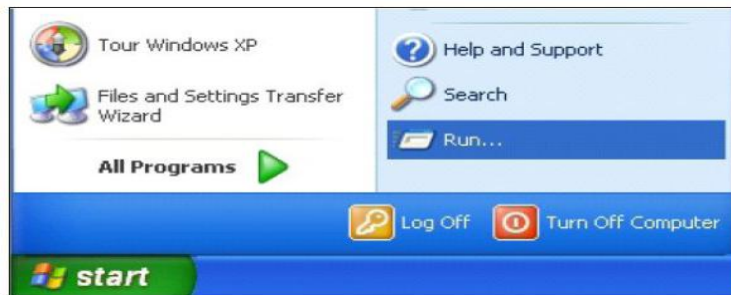 Tour Windows XP
Files and Settings Transfer
Wizard
All Programs
Help and Support
Search
Run...
Log Off
Turn Off Computer
start